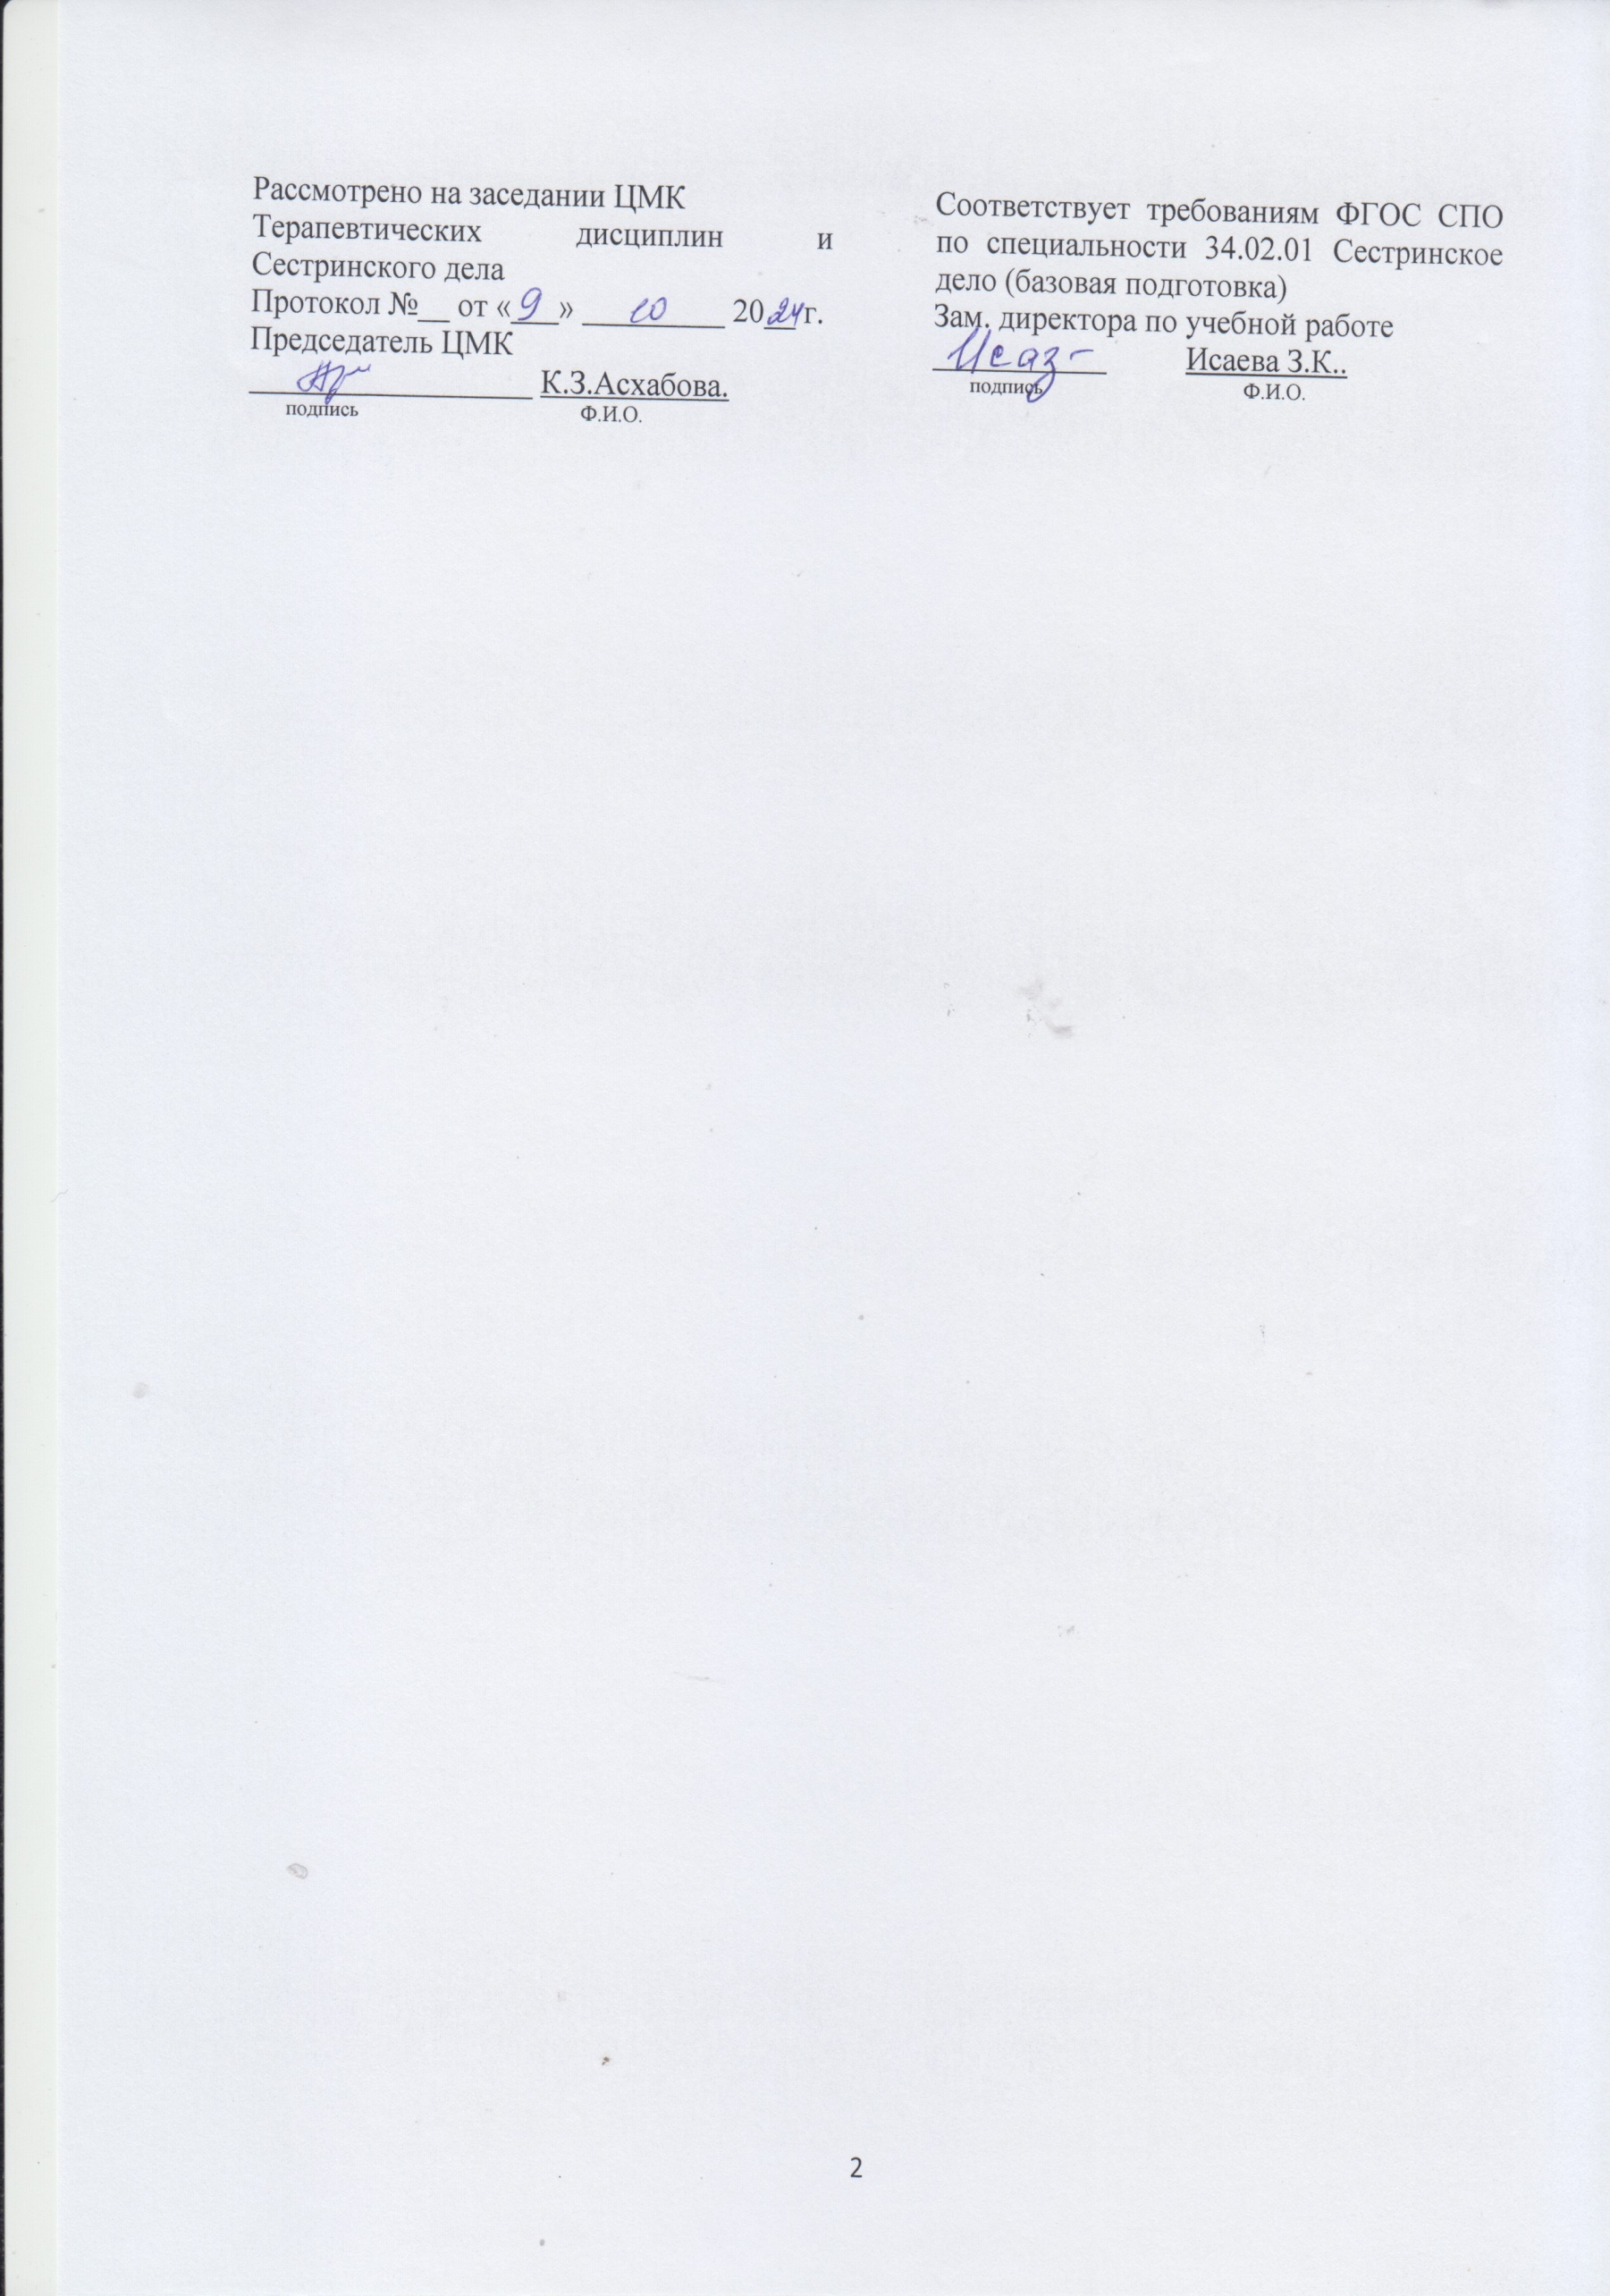 Рассмотрено на заседании ЦМК
Терапевтических дисциплин и
Сестринского дела
Протокол №__ от «9» 10 2024г.
Председатель ЦМК
К.З.Асхабова.
подпись Ф.И.О.
Соответствует требованиям ФГОС СПО
по специальности 34.02.01 Сестринское
дело (базовая подготовка)
Зам. директора по учебной работе
Исаева З.К..
подпись Ф.И.О.
2